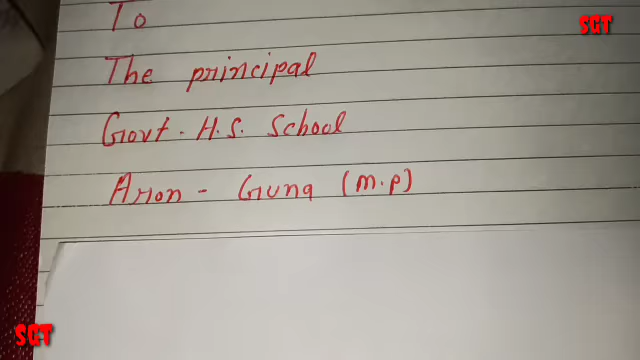 SGT
To
The principal
Govt. H.S. School
Aron - Guna (m.p)
SGT